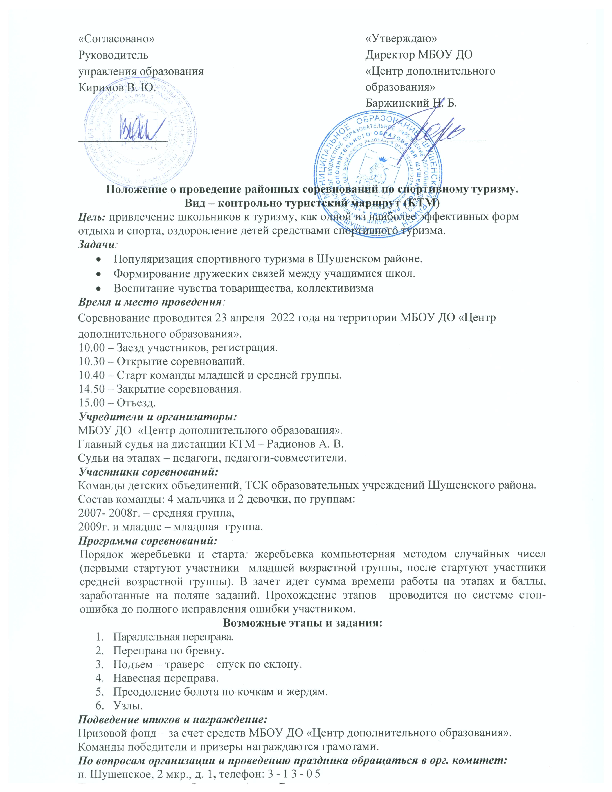 «Согласовано»
Руководитель
управления образования
Киримов В. Ю.
«Утверждаю»
Директор МБОУ ДО
«Центр дополнительного
образования»
Баржинский Н. Б.
Положение о проведение районных соревнований по спортивному туризму.
Вид – контрольно туристский маршрут (КТМ)
Цель: привлечение школьников к туризму, как одной из наиболее эффективных форм
отдыха и спорта, оздоровление детей средствами спортивного туризма.
Задачи:
• Популяризация спортивного туризма в Шушенском районе.
• Формирование дружеских связей между учащимися школ.
• Воспитание чувства товарищества, коллективизма
Время и место проведения:
Соревнование проводится 23 апреля 2022 года на территории МБОУ ДО «Центр
дополнительного образования».
10.00 – Заезд участников, регистрация.
10.30 – Открытие соревнований.
10.40 – Старт команды младшей и средней группы.
14.50 – Закрытие соревнования.
15.00 – Отъезд.
Учредители и организаторы:
МБОУ ДО «Центр дополнительного образования».
Главный судья на дистанции КТМ – Радионов А. В.
Судьи на этапах – педагоги, педагоги-совместители.
Участники соревнований:
Команды детских объединений, ТСК образовательных учреждений Шушенского района.
Состав команды: 4 мальчика и 2 девочки, по группам:
2007- 2008г. – средняя группа,
2009г. и младше – младшая группа.
Программа соревнований:
Порядок жеребьевки и старта: жеребьевка компьютерная методом случайных чисел
(первыми стартуют участники младшей возрастной группы, после стартуют участники
средней возрастной группы). В зачет идет сумма времени работы на этапах и баллы,
заработанные на поляне заданий. Прохождение этапов проводится по системе стоп-
ошибка до полного исправления ошибки участником.
Возможные этапы и задания:
1. Параллельная переправа.
2. Переправа по бревну.
3. Подъем – траверс – спуск по склону.
4. Навесная переправа.
5. Преодоление болота по кочкам и жердям.
6. Узлы.
Подведение итогов и награждение:
Призовой фонд – за счет средств МБОУ ДО «Центр дополнительного образования».
Команды победители и призеры награждаются грамотами.
По вопросам организации и проведению праздника обращаться в орг. комитет:
п. Шушенское, 2 мкр., д. 1, телефон: 3 - 1 3 - 0 5